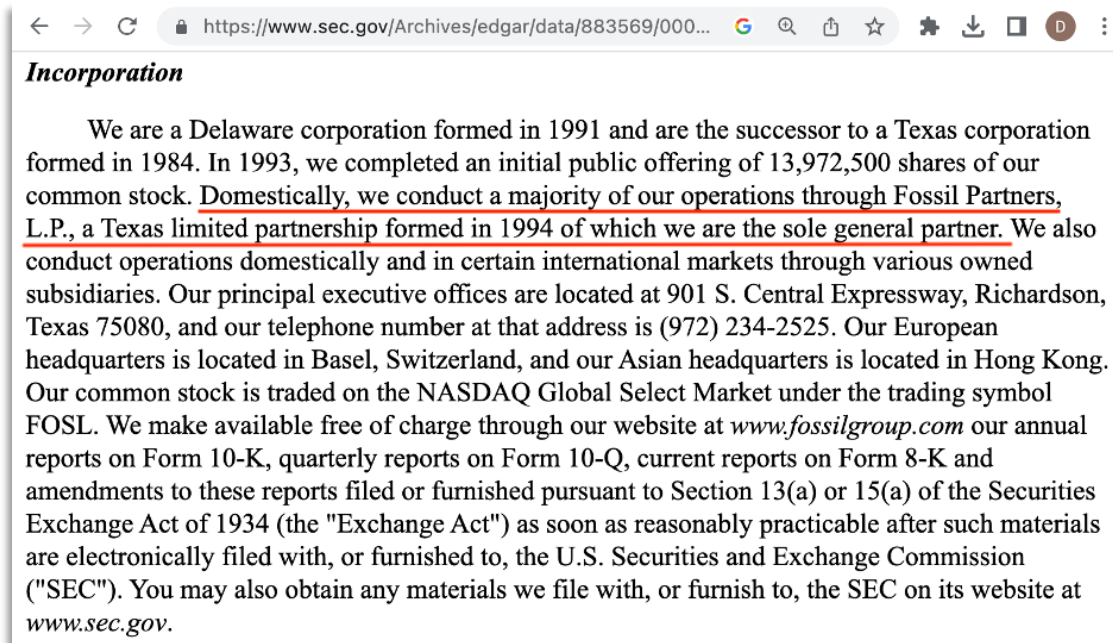 https://www.sec.gov/Archives/edgar/data/883569/000...
D
Incorporation
We are a Delaware corporation formed in 1991 and are the successor to a Texas corporation
formed in 1984. In 1993, we completed an initial public offering of 13,972,500 shares of our
common stock. Domestically, we conduct a majority of our operations through Fossil Partners,
L.P., a Texas limited partnership formed in 1994 of which we are the sole general partner. We also
conduct operations domestically and in certain international markets through various owned
subsidiaries. Our principal executive offices are located at 901 S. Central Expressway, Richardson,
Texas 75080, and our telephone number at that address is (972) 234-2525. Our European
headquarters is located in Basel, Switzerland, and our Asian headquarters is located in Hong Kong.
Our common stock is traded on the NASDAQ Global Select Market under the trading symbol
FOSL. We make available free of charge through our website at www.fossilgroup.com our annual
reports on Form 10-K, quarterly reports on Form 10-Q, current reports on Form 8-K and
amendments to these reports filed or furnished pursuant to Section 13(a) or 15(a) of the Securities
Exchange Act of 1934 (the "Exchange Act") as soon as reasonably practicable after such materials
are electronically filed with, or furnished to, the U.S. Securities and Exchange Commission
("SEC"). You may also obtain any materials we file with, or furnish to, the SEC on its website at
www.sec.gov.